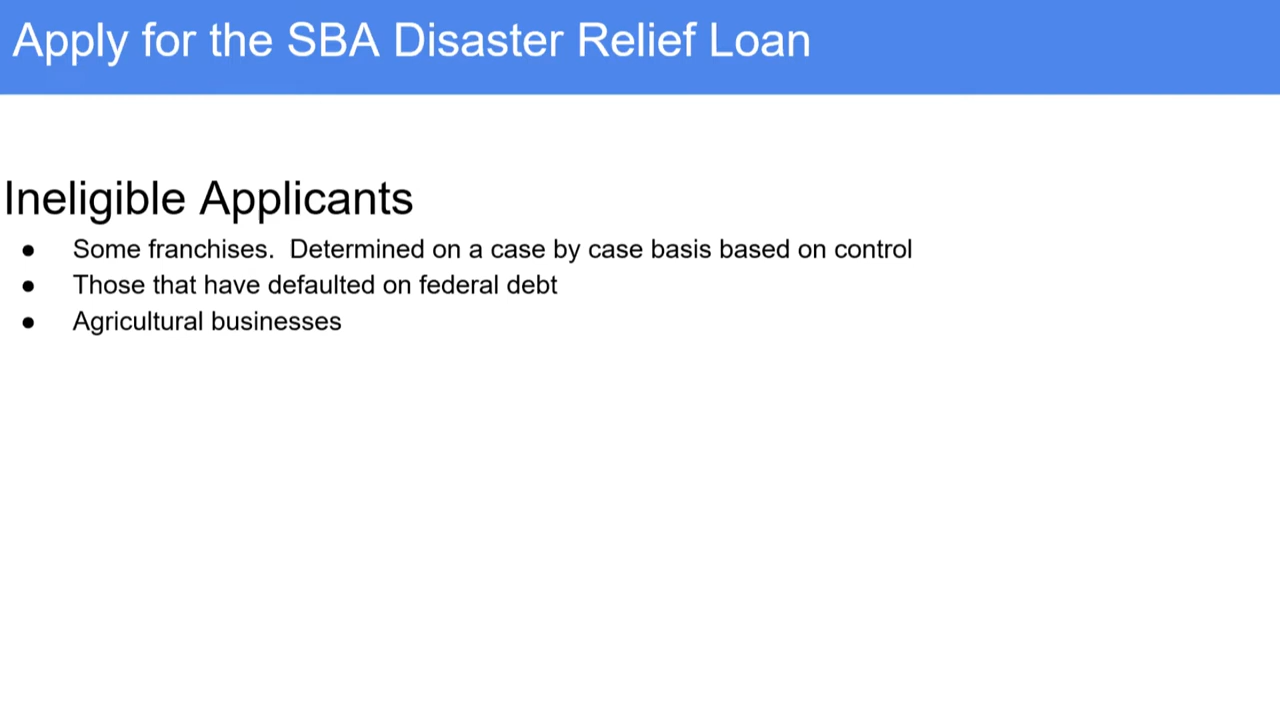 Apply for the SBA Disaster Relief Loan
Ineligible Applicants
● Some franchises.  Determined on a case by case basis based on control
● Those that have defaulted on federal debt
● Agricultural businesses